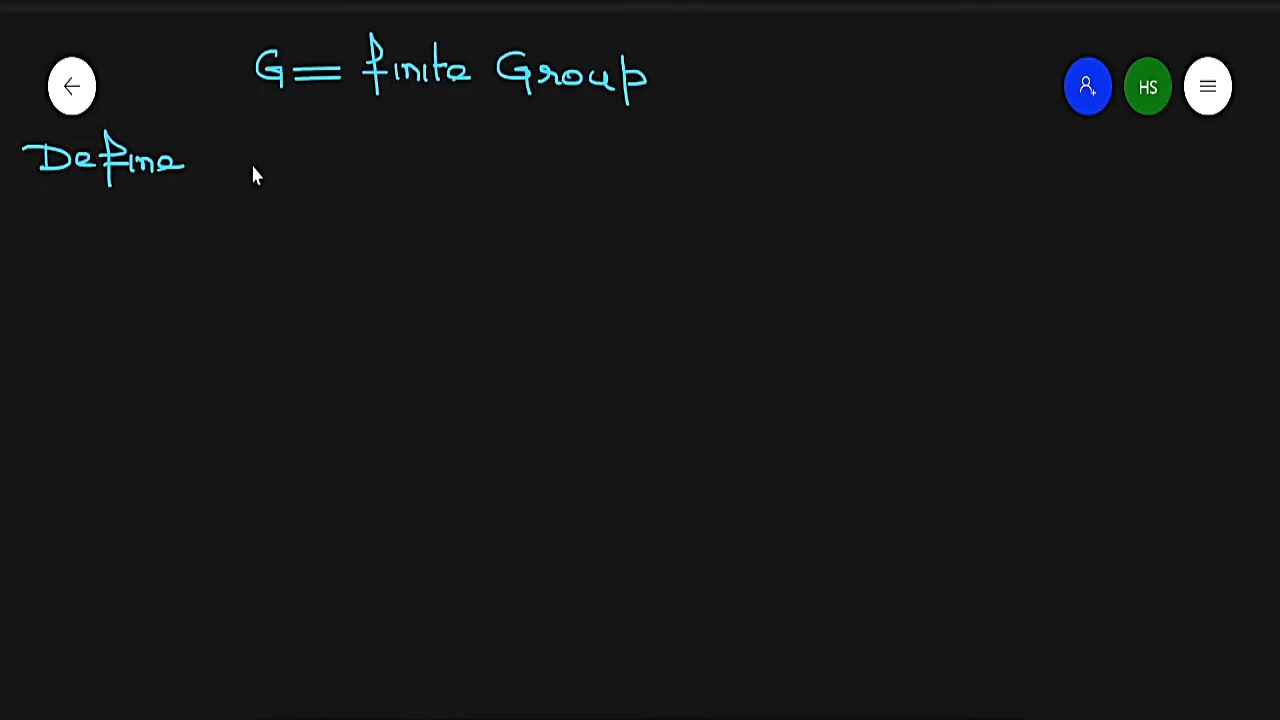 G = finite Group
HS
Define